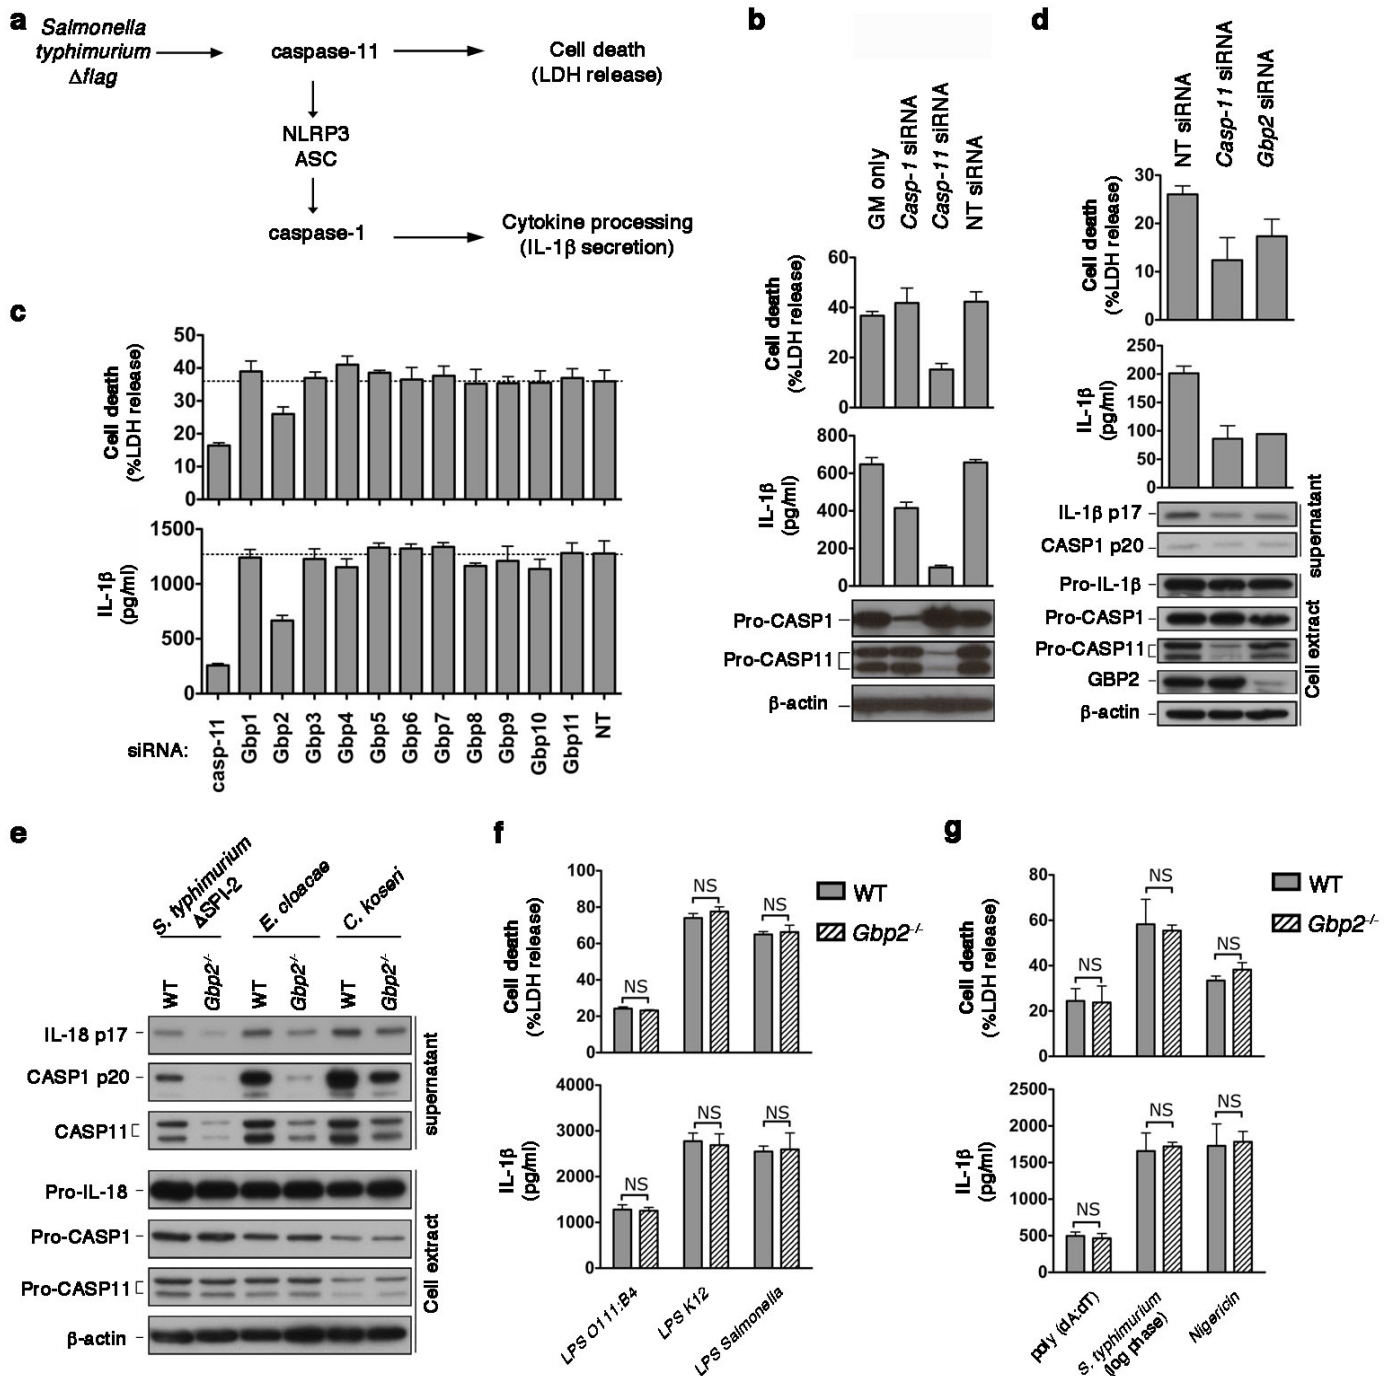 a
Salmonella
typhimurium
Δflag
caspase-11
Cell death
(LDH release)
NLRP3
ASC
caspase-1
Cytokine processing
(IL-1β secretion)
b
GM only
Casp-1 siRNA
Casp-11 siRNA
NT siRNA
Cell death
(%LDH release)
60
40
20
0
IL-1β
(pg/ml)
800
600
400
200
0
Pro-CASP1
Pro-CASP11
β-actin
c
Cell death
(%LDH release)
50
40
30
20
10
0
IL-1β
(pg/ml)
1500
1000
500
0
siRNA:
casp-11
Gbp1
Gbp2
Gbp3
Gbp4
Gbp5
Gbp6
Gbp7
Gbp8
Gbp9
Gbp10
Gbp11
NT
d
NT siRNA
Casp-11 siRNA
Gbp2 siRNA
Cell death
(%LDH release)
30
20
10
0
IL-1β
(pg/ml)
250
200
150
100
50
0
IL-1β p17
CASP1 p20
supernatant
Pro-IL-1β
Pro-CASP1
Pro-CASP11
GBP2
β-actin
Cell extract
e
S. typhimurium
ΔSPI-2
E. cloacae
C. koseri
WT
Gbp2-/-
WT
Gbp2-/-
WT
Gbp2-/-
IL-18 p17
CASP1 p20
CASP11
supernatant
Pro-IL-18
Pro-CASP1
Pro-CASP11
β-actin
Cell extract
f
Cell death
(%LDH release)
100
80
60
40
20
0
NS
NS
NS
WT
Gbp2-/-
IL-1β
(pg/ml)
4000
3000
2000
1000
0
NS
NS
NS
LPS O111:B4
LPS K12
LPS Salmonella
g
Cell death
(%LDH release)
80
60
40
20
0
NS
NS
NS
WT
Gbp2-/-
IL-1β
(pg/ml)
2500
2000
1500
1000
500
0
NS
NS
NS
poly (dA:dT)
S. typhimurium
(log phase)
Nigericin